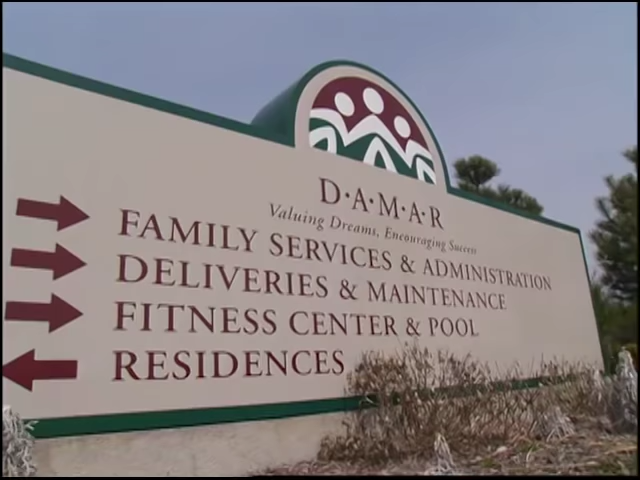 D·A·M·A·R
Valuing Dreams, Encouraging Success
FAMILY SERVICES & ADMINISTRATION
DELIVERIES & MAINTENANCE
FITNESS CENTER & POOL
RESIDENCES